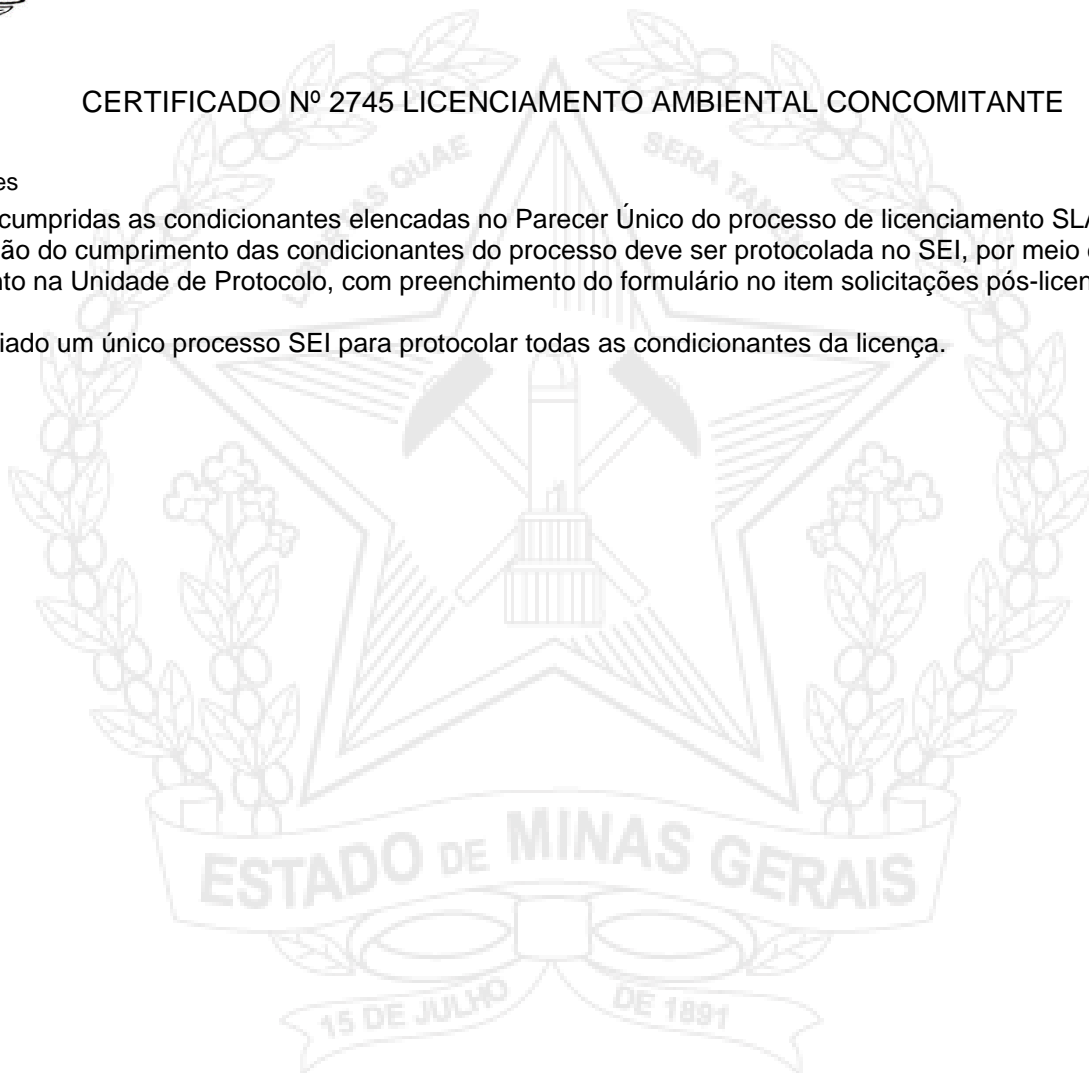 CERTIFICADO Nº 2745 LICENCIAMENTO AMBIENTAL CONCOMITANTE
es
cumpridas as condicionantes elencadas no Parecer Único do processo de licenciamento SLA
ão do cumprimento das condicionantes do processo deve ser protocolada no SEI, por meio
nto na Unidade de Protocolo, com preenchimento do formulário no item solicitações pós-licen
iado um único processo SEI para protocolar todas as condicionantes da licença.
QUAE SERA
ESTADO DE MINAS GERAIS
15 DE JULHO DE 1891